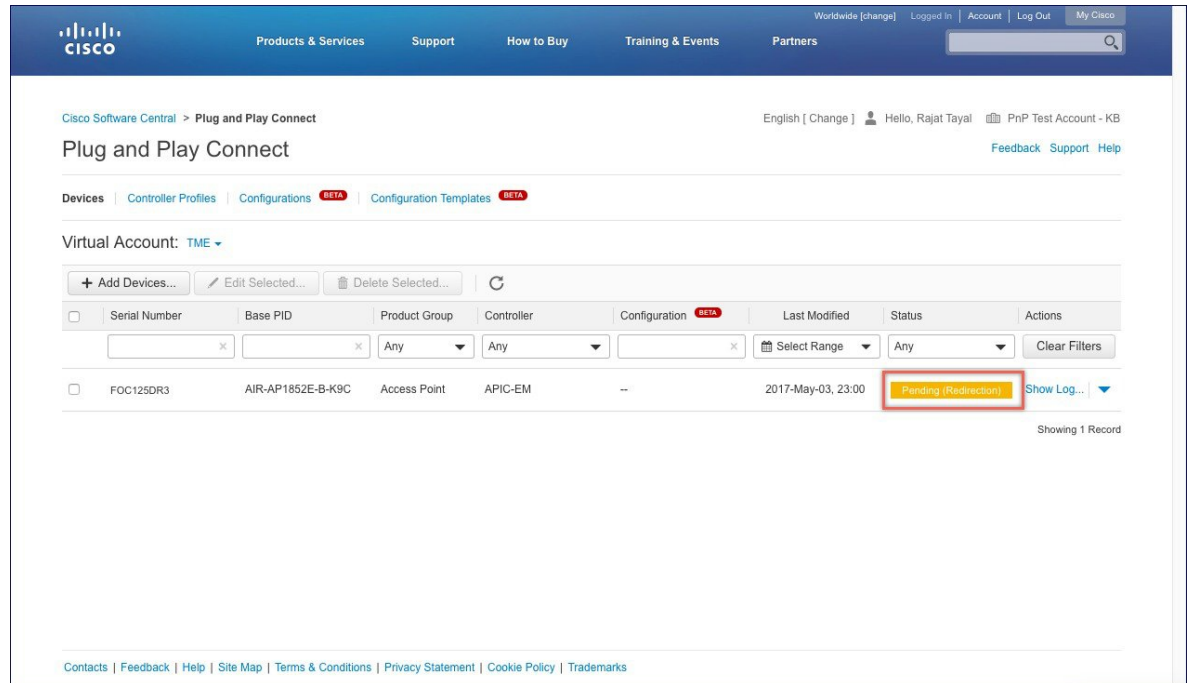 Worldwide [change] Logged In | Account | Log Out My Cisco
CISCO Products & Services Support How to Buy Training & Events Partners
Cisco Software Central > Plug and Play Connect English [ Change ] Hello, Rajat Tayal PnP Test Account - KB
Plug and Play Connect Feedback Support Help
Devices | Controller Profiles | Configurations BETA | Configuration Templates BETA
Virtual Account: TME
+ Add Devices... Edit Selected... Delete Selected...
Serial Number Base PID Product Group Controller Configuration BETA Last Modified Status Actions
× × Any Any × Select Range Any Clear Filters
FOC125DR3 AIR-AP1852E-B-K9C Access Point APIC-EM -- 2017-May-03, 23:00 Pending (Redirection) Show Log... |
Showing 1 Record
Contacts | Feedback | Help | Site Map | Terms & Conditions | Privacy Statement | Cookie Policy | Trademarks